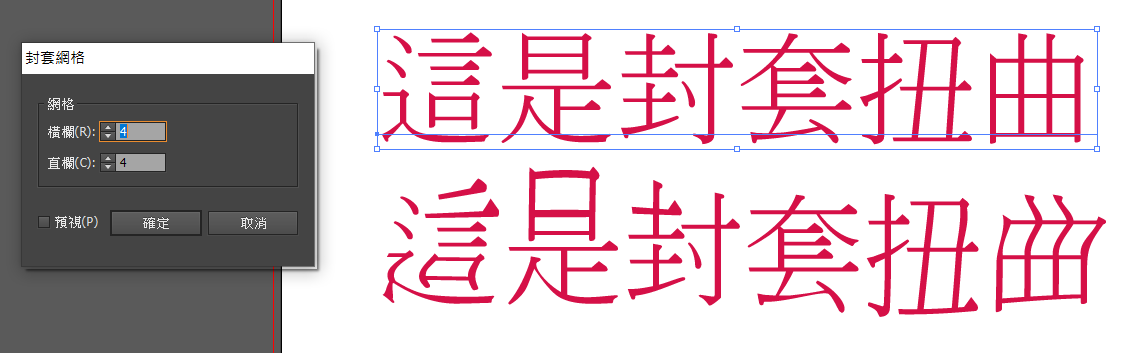 封套網格
網格
橫欄(R): 4
直欄(C): 4
預視(P) 確定 取消
這是封套扭曲
這是封套扭曲